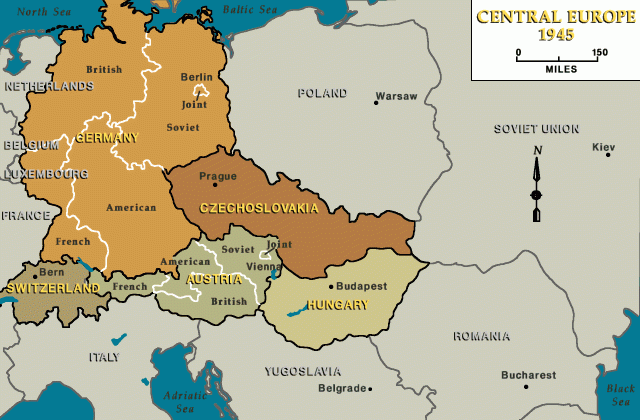 North Sea
Baltic Sea
CENTRAL EUROPE
1945
0 150
MILES
British
Berlin
Joint
Soviet
NETHERLANDS
POLAND
Warsaw
SOVIET UNION
Kiev
N
GERMANY
BELGIUM
LUXEMBOURG
Prague
CZECHOSLOVAKIA
American
FRANCE
French
Soviet
Joint
American
Vienna
Bern
SWITZERLAND
French
AUSTRIA
British
Budapest
HUNGARY
ITALY
YUGOSLAVIA
Belgrade
ROMANIA
Bucharest
Adriatic
Sea
Black
Sea